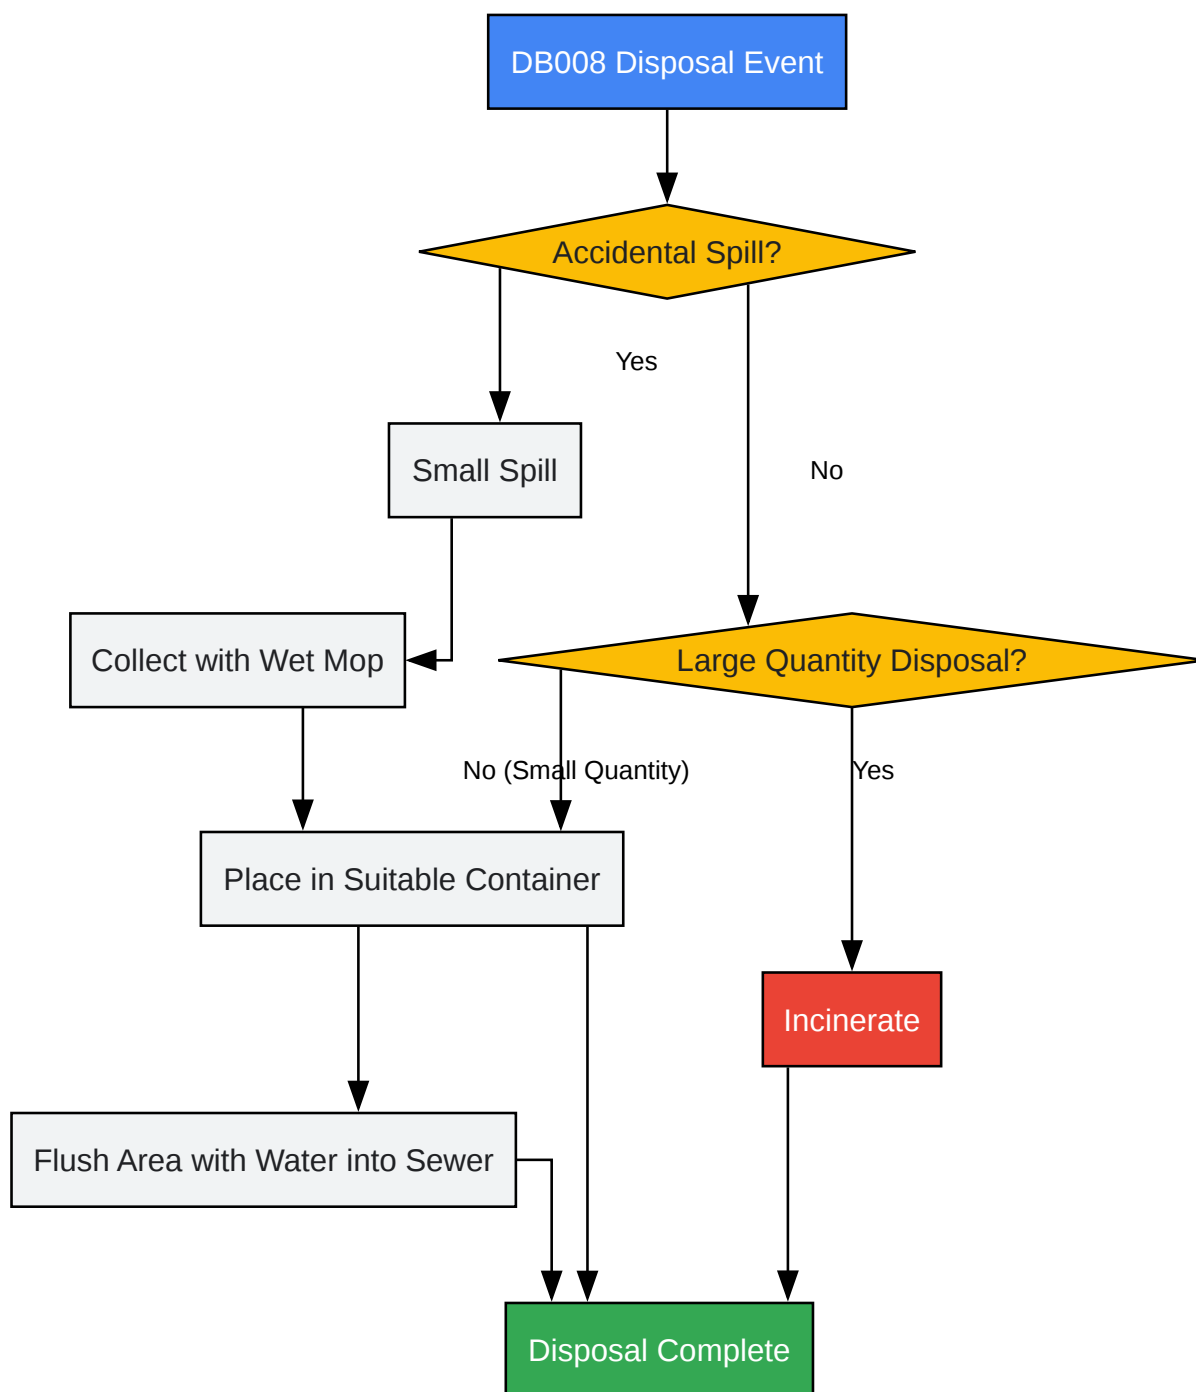 DB008 Disposal Event
Accidental Spill?
Yes
Small Spill
No
Collect with Wet Mop
Large Quantity Disposal?
No (Small Quantity)
Yes
Place in Suitable Container
Incinerate
Flush Area with Water into Sewer
Disposal Complete